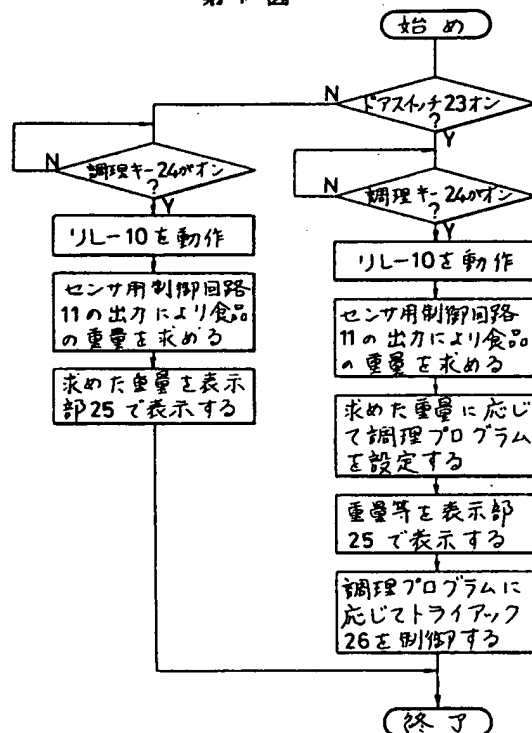 始め
N
ドアスイッチ23オン
?
Y
N
調理キー24がオン
?
Y
リレー10を動作
センサ用制御回路
11の出力により食品
の重量を求める
求めた重量を表示
部25で表示する
N
調理キー24がオン
?
Y
リレー10を動作
センサ用制御回路
11の出力により食品
の重量を求める
求めた重量に応じ
て調理プログラム
を設定する
重量等を表示部
25で表示する
調理プログラムに
応じてトライアック
26を制御する
終了